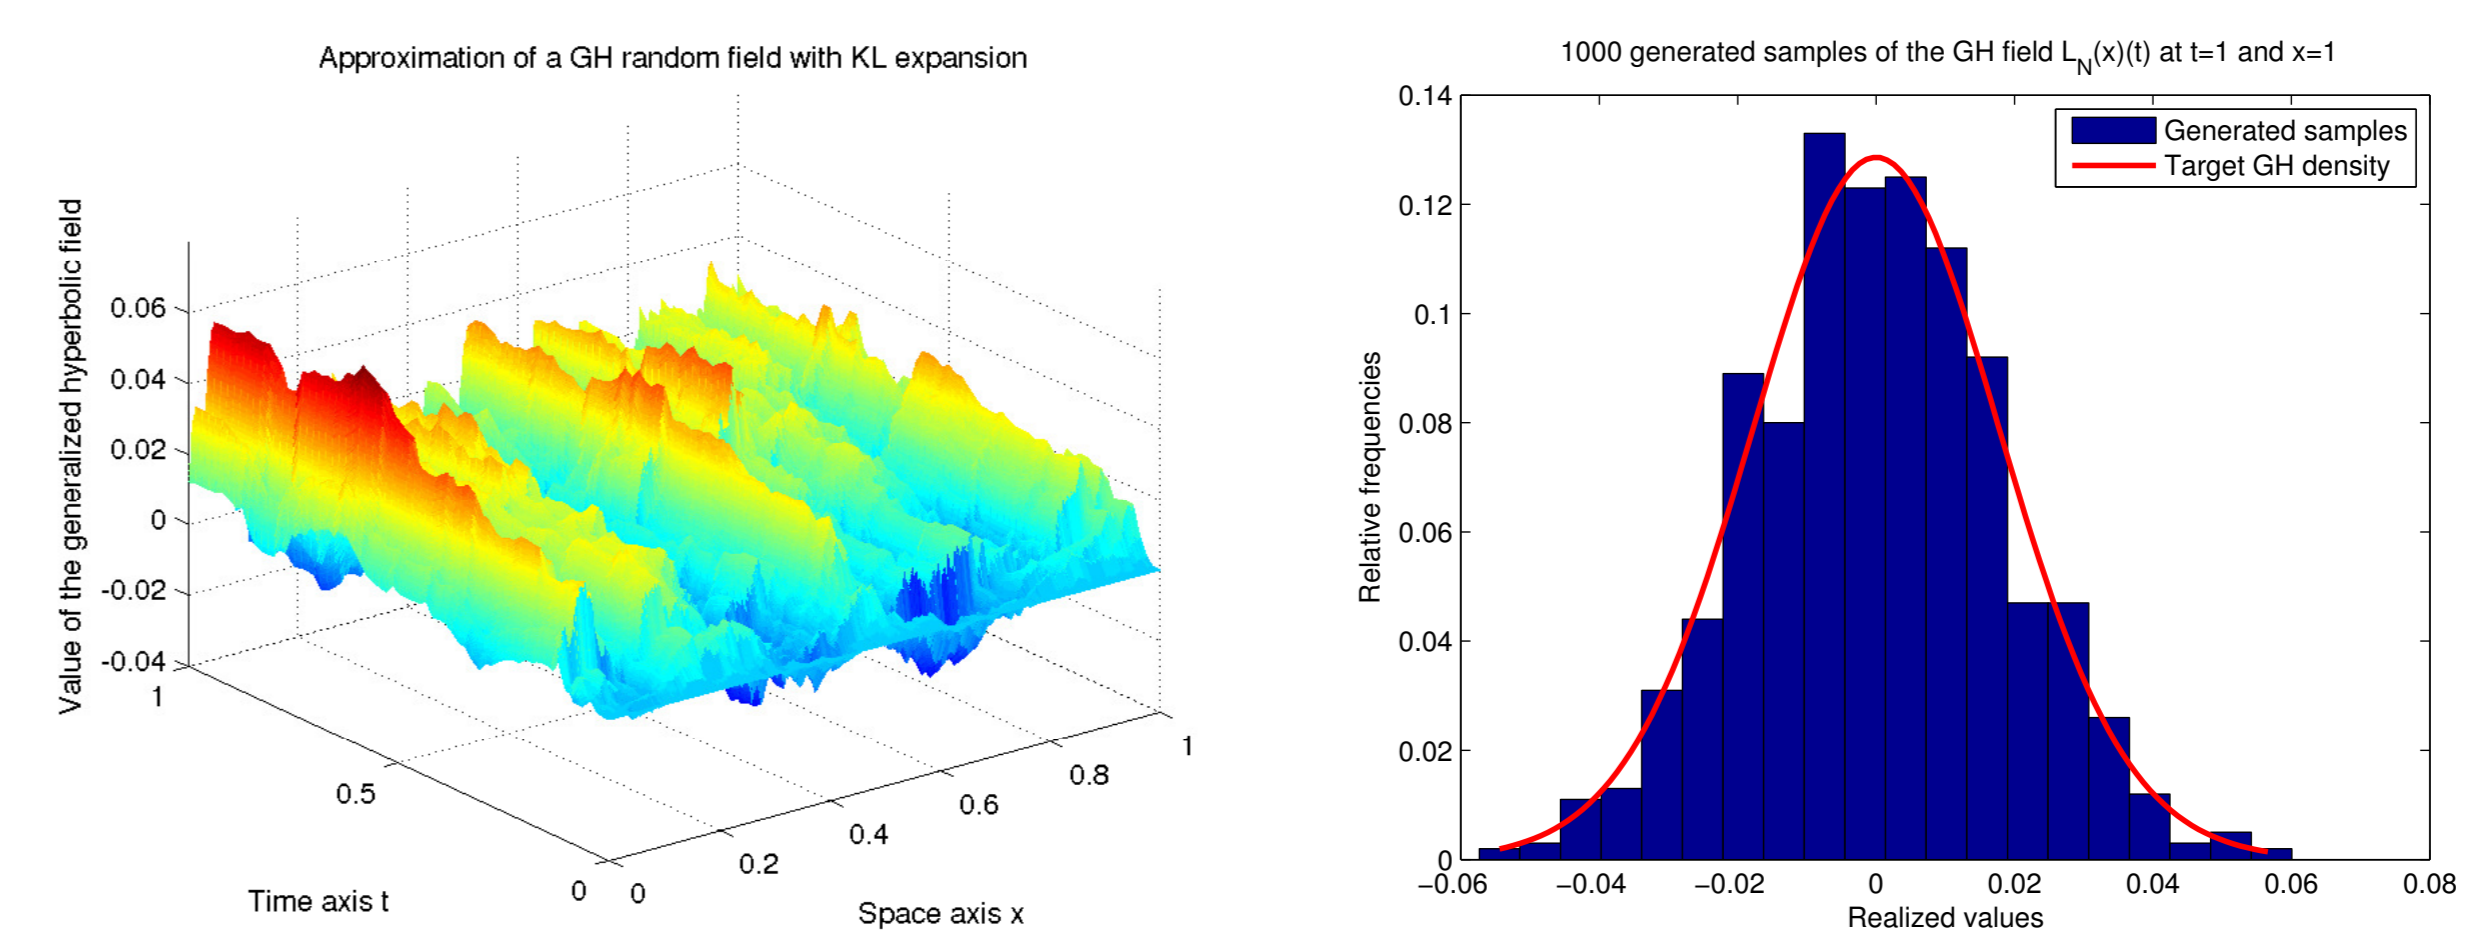 Approximation of a GH random field with KL expansion
Value of the generalized hyperbolic field
0.06
0.04
0.02
0
-0.02
-0.04
1
0.5
0
Time axis t
0
0.2
0.4
0.6
0.8
1
Space axis x
1000 generated samples of the GH field L_N(x)(t) at t=1 and x=1
Generated samples
Target GH density
Relative frequencies
0.14
0.12
0.1
0.08
0.06
0.04
0.02
0
−0.06 −0.04 −0.02 0 0.02 0.04 0.06 0.08
Realized values